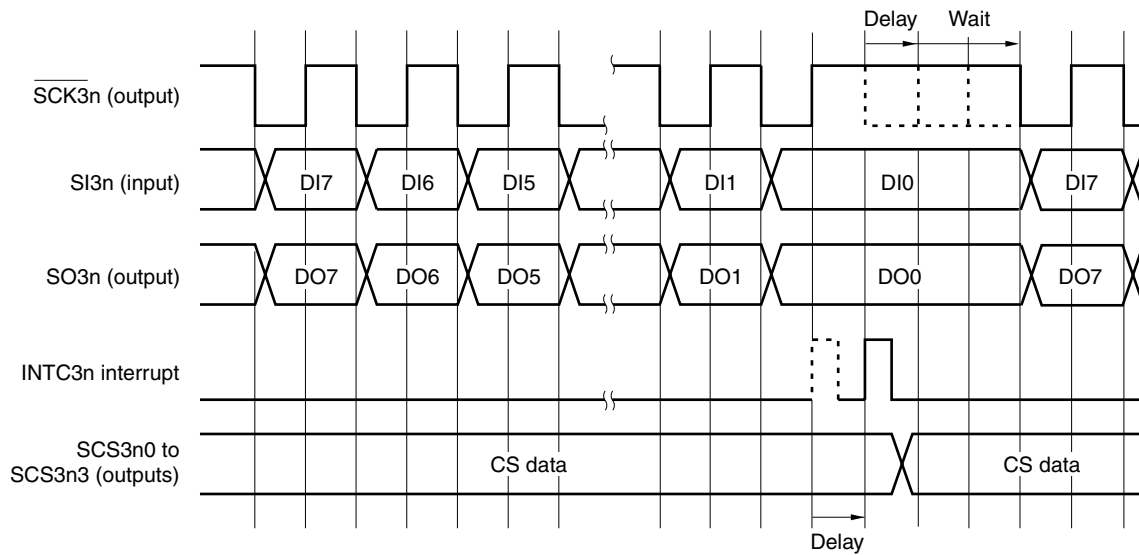 Delay Wait
SCK3n (output)
SI3n (input) DI7 DI6 DI5 DI1 DI0 DI7
SO3n (output) DO7 DO6 DO5 DO1 DO0 DO7
INTC3n interrupt
SCS3n0 to
SCS3n3 (outputs)
CS data CS data
Delay